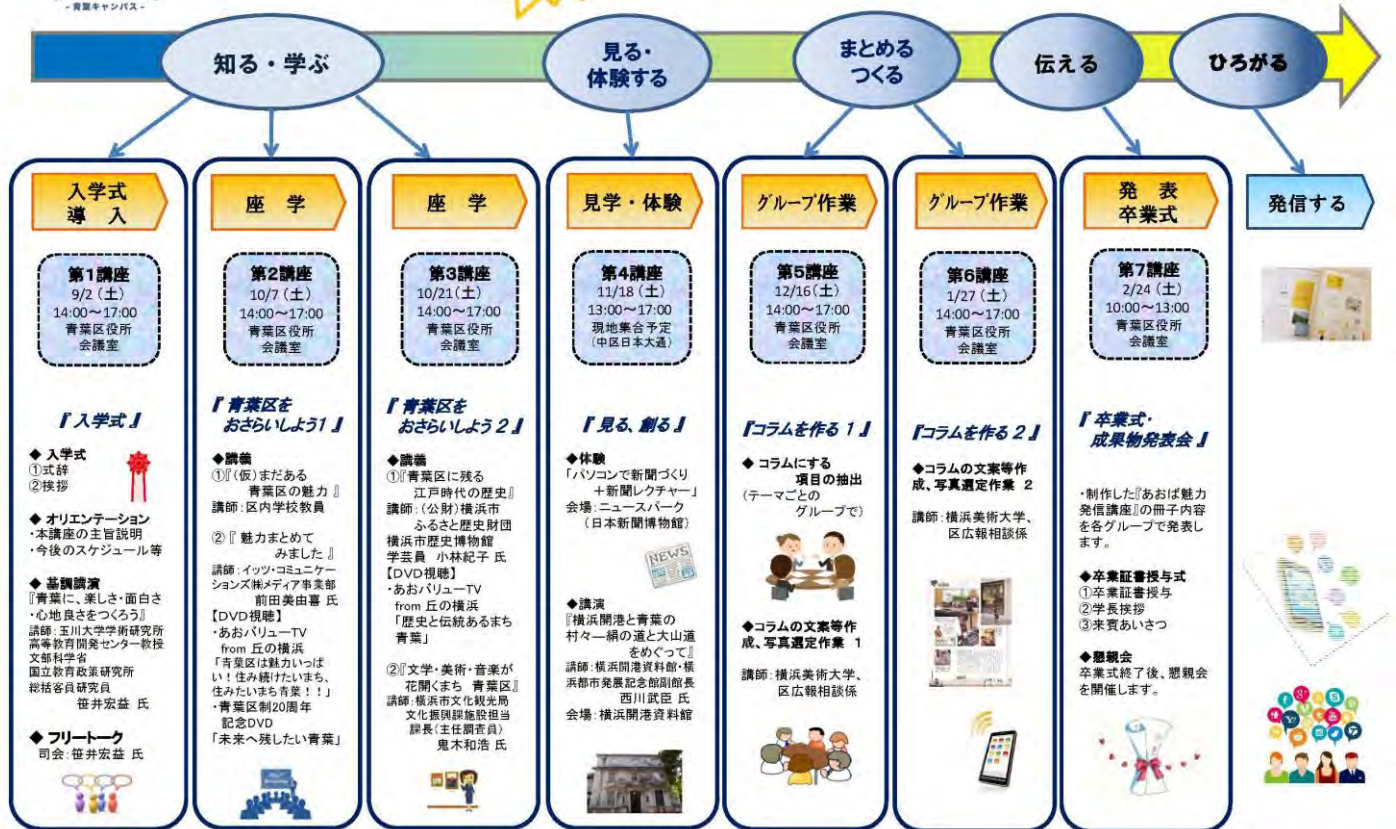 -青葉キャンパス-
知る・学ぶ
見る・
体験する
まとめる
つくる
伝える
ひろがる
入学式
導 入
第1講座
9/2(土)
14:00～17:00
青葉区役所
会議室
『入学式』
◆ 入学式
①式辞
②挨拶
◆ オリエンテーション
・本講座の主旨説明
・今後のスケジュール等
◆ 基調講演
『青葉に、楽しさ・面白さ
・心地良さをつくろう』
講師:玉川大学学術研究所
高等教育開発センター教授
文部科学省
国立教育政策研究所
総括客員研究員
笹井宏益 氏
◆ フリートーク
司会:笹井宏益 氏
座 学
第2講座
10/7(土)
14:00～17:00
青葉区役所
会議室
『青葉区を
おさらいしよう1』
◆講義
①『(仮)まだある
青葉区の魅力 』
講師:区内学校教員
②『 魅力まとめて
みました 』
講師:イッツ・コミュニケー
ションズ㈱メディア事業部
前田美由喜 氏
【DVD視聴】
・あおバリューTV
from 丘の横浜
「青葉区は魅力いっぱ
い！住み続けたいまち、
住みたいまち青葉！！」
・青葉区制20周年
記念DVD
「未来へ残したい青葉」
座 学
第3講座
10/21(土)
14:00～17:00
青葉区役所
会議室
『青葉区を
おさらいしよう 2』
◆講義
①『青葉区に残る
江戸時代の歴史』
講師:(公財)横浜市
ふるさと歴史財団
横浜市歴史博物館
学芸員 小林紀子 氏
【DVD視聴】
・あおバリューTV
from 丘の横浜
「歴史と伝統あるまち
青葉」
②『文学・美術・音楽が
花開くまち 青葉区』
講師:横浜市文化観光局
文化振興課施設担当
課長(主任調査員)
鬼木和浩 氏
見学・体験
第4講座
11/18(土)
13:00～17:00
現地集合予定
(中区日本大通)
『見る、創る』
◆体験
「パソコンで新聞づくり
+新聞レクチャー」
会場:ニュースパーク
(日本新聞博物館)
NEWS
◆講演
『横浜開港と青葉の
村々―絹の道と大山道
をめぐって』
講師:横浜開港資料館・横
浜都市発展記念館副館長
西川武臣 氏
会場:横浜開港資料館
グループ作業
第5講座
12/16(土)
14:00～17:00
青葉区役所
会議室
『コラムを作る 1』
◆ コラムにする
項目の抽出
(テーマごとの
グループで)
◆コラムの文案等作
成、写真選定作業 1
講師:横浜美術大学、
区広報相談係
グループ作業
第6講座
1/27(土)
14:00～17:00
青葉区役所
会議室
『コラムを作る 2』
◆コラムの文案等作
成、写真選定作業 2
講師:横浜美術大学、
区広報相談係
発 表
卒業式
第7講座
2/24(土)
10:00～13:00
青葉区役所
会議室
『卒業式・
成果物発表会』
・制作した『あおば魅力
発信講座』の冊子内容
を各グループで発表し
ます。
◆卒業証書授与式
①卒業証書授与
②学長挨拶
③来賓あいさつ
◆懇親会
卒業式終了後、懇親会
を開催します。
発信する